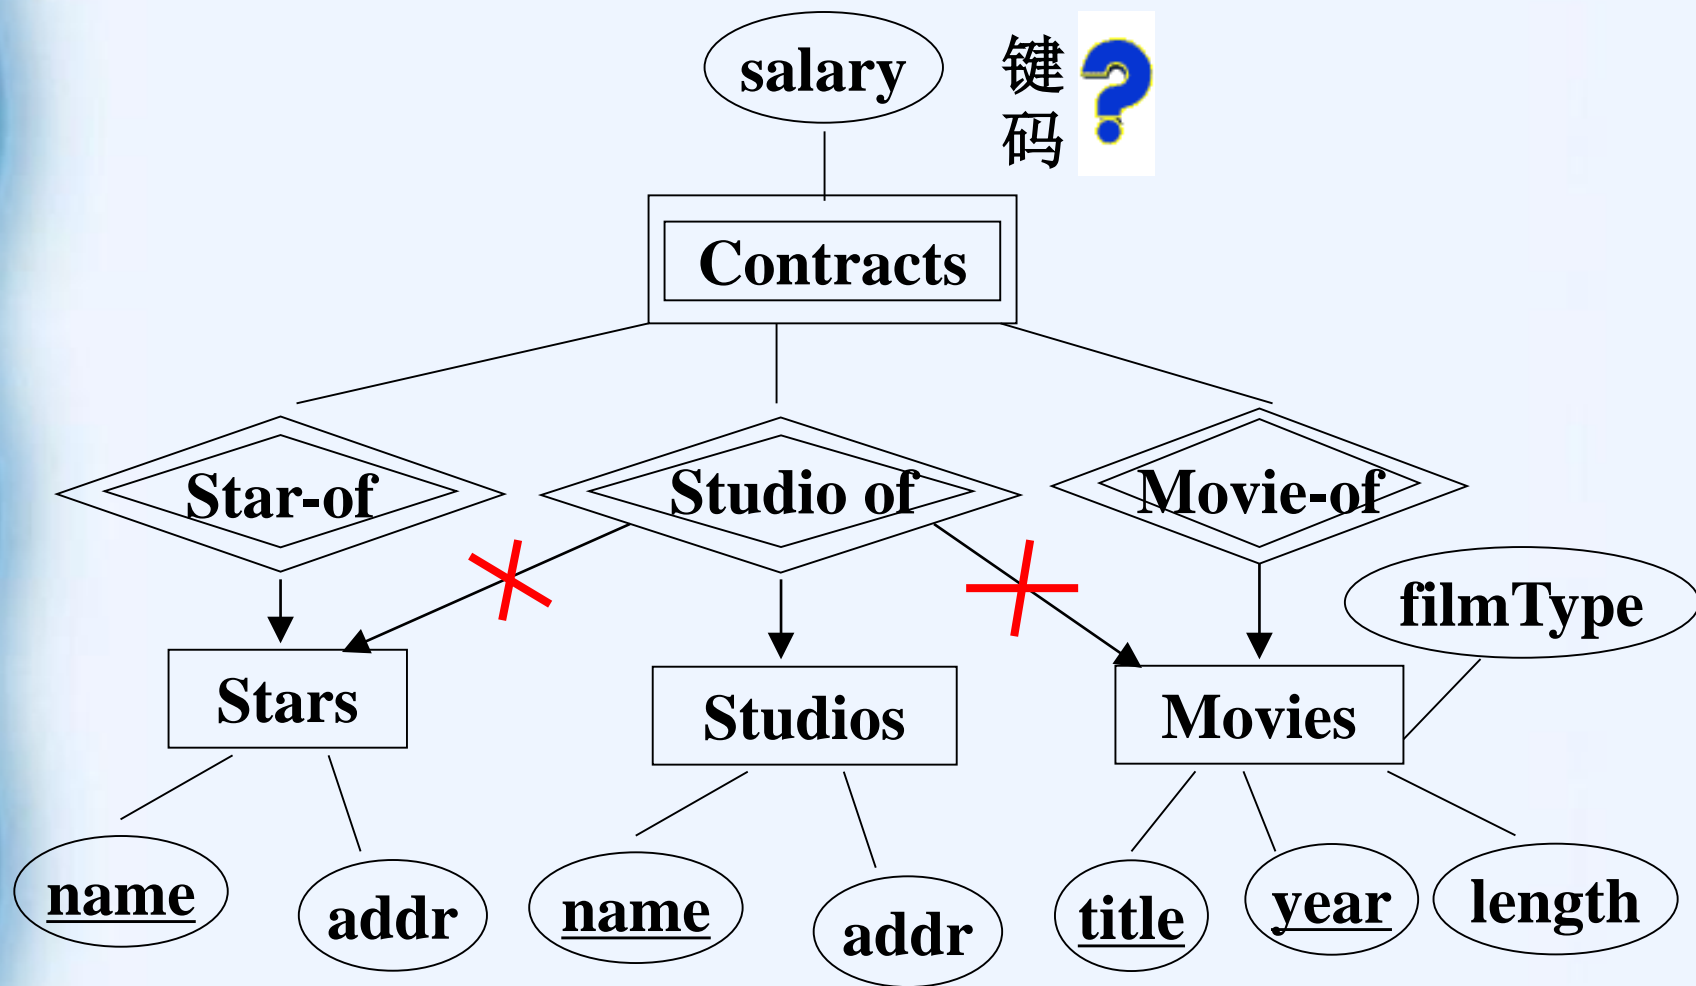 salary
键
码
Contracts
Star-of
Studio of
Movie-of
filmType
Stars
Studios
Movies
name
addr
name
addr
title
year
length